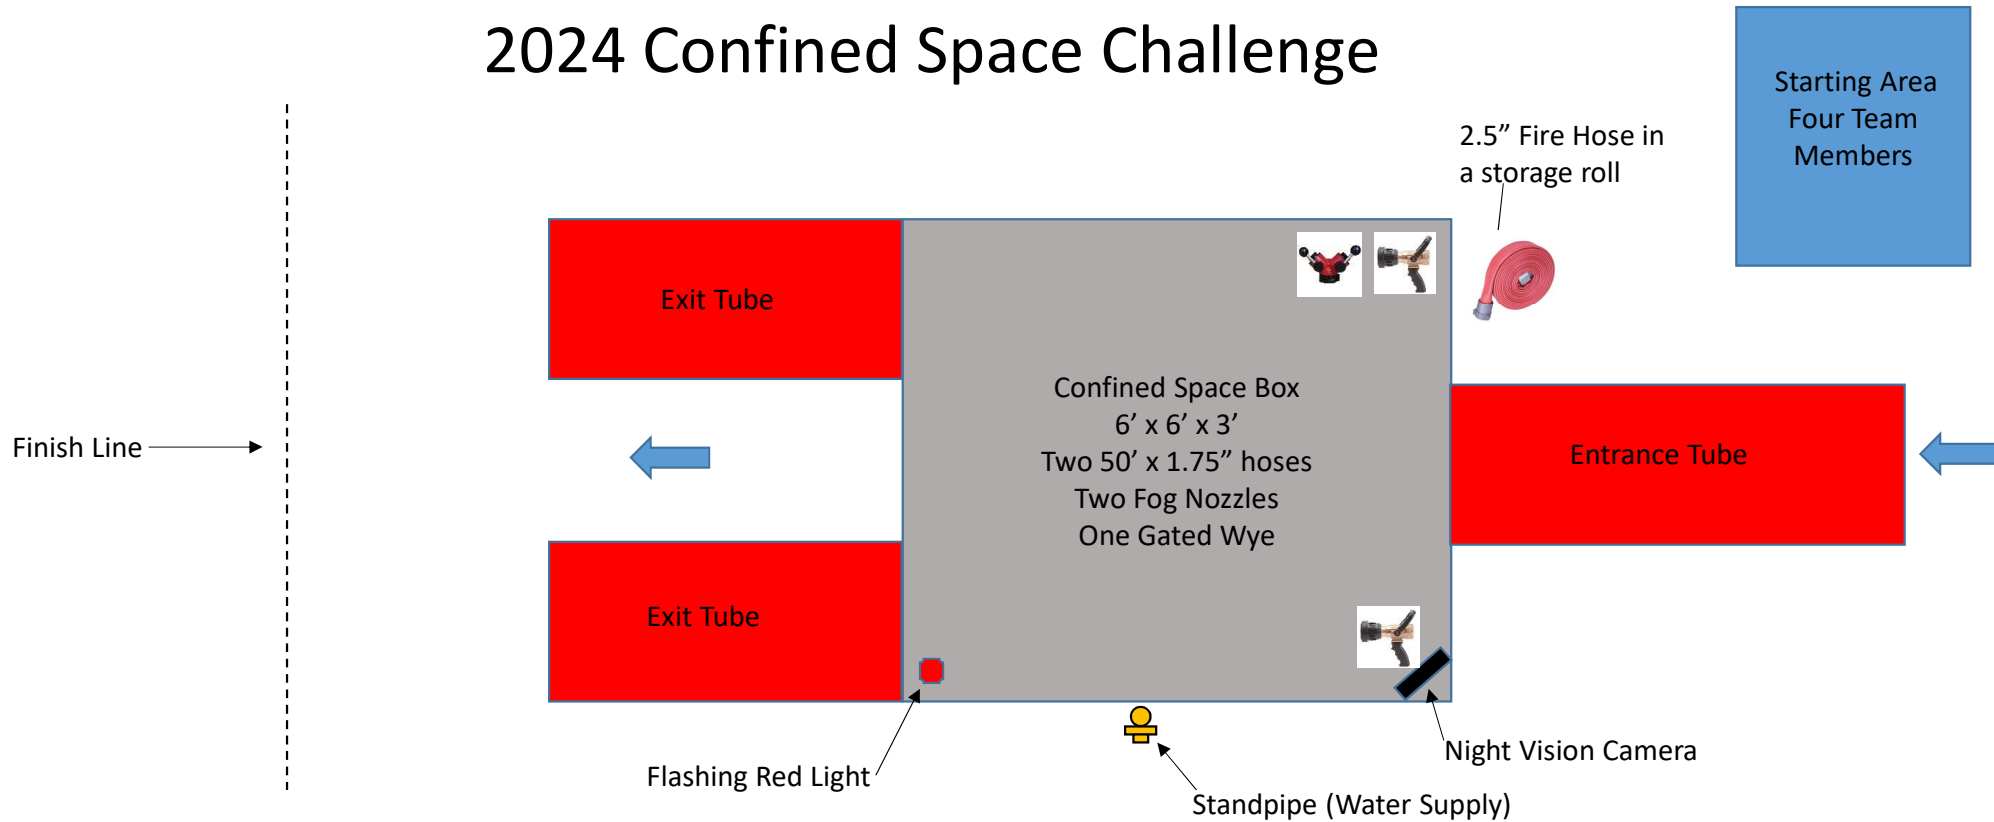 2024 Confined Space Challenge
Starting Area
Four Team
Members
2.5” Fire Hose in
a storage roll
Exit Tube
Confined Space Box
6’ x 6’ x 3’
Two 50’ x 1.75” hoses
Two Fog Nozzles
One Gated Wye
Entrance Tube
Finish Line
Exit Tube
Flashing Red Light
Night Vision Camera
Standpipe (Water Supply)